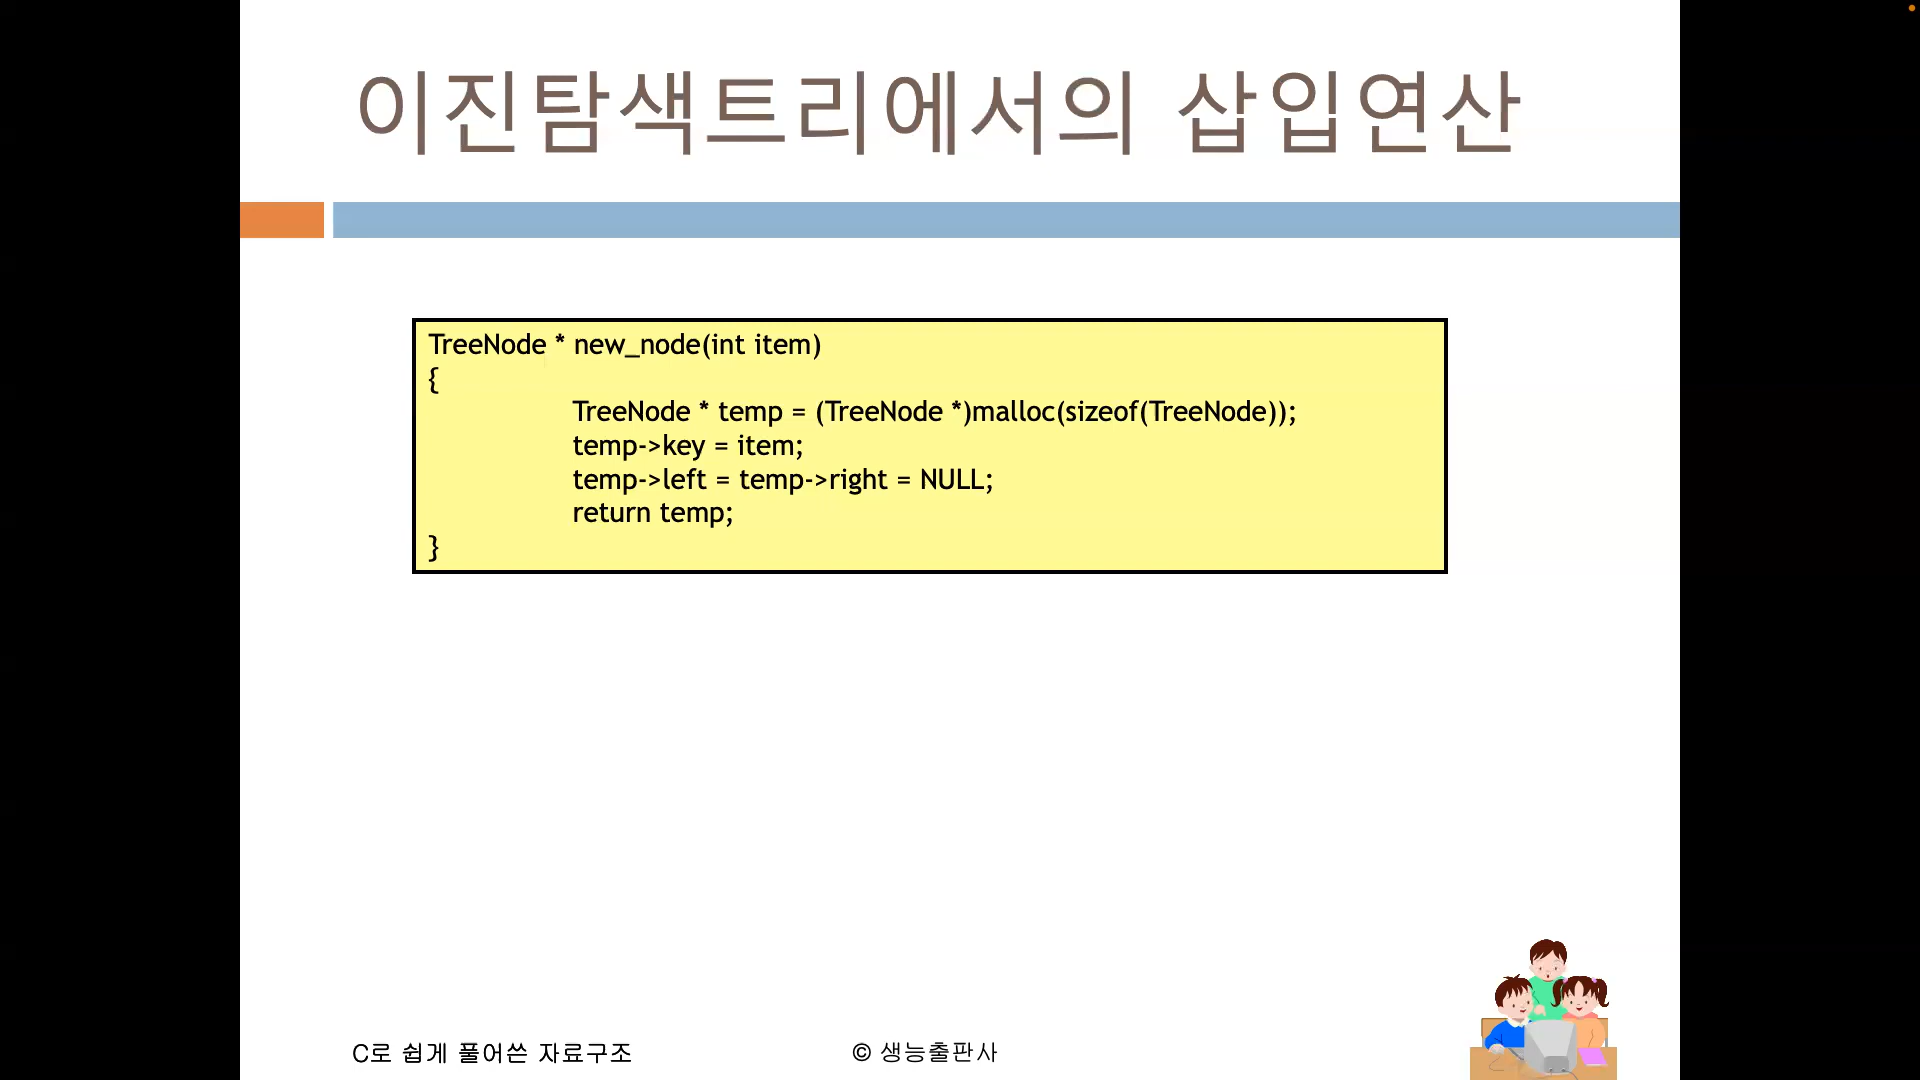 이진탐색트리에서의 삽입연산
TreeNode * new_node(int item)
{
TreeNode * temp = (TreeNode *)malloc(sizeof(TreeNode));
temp->key = item;
temp->left = temp->right = NULL;
return temp;
}
C로 쉽게 풀어쓴 자료구조
© 생능출판사